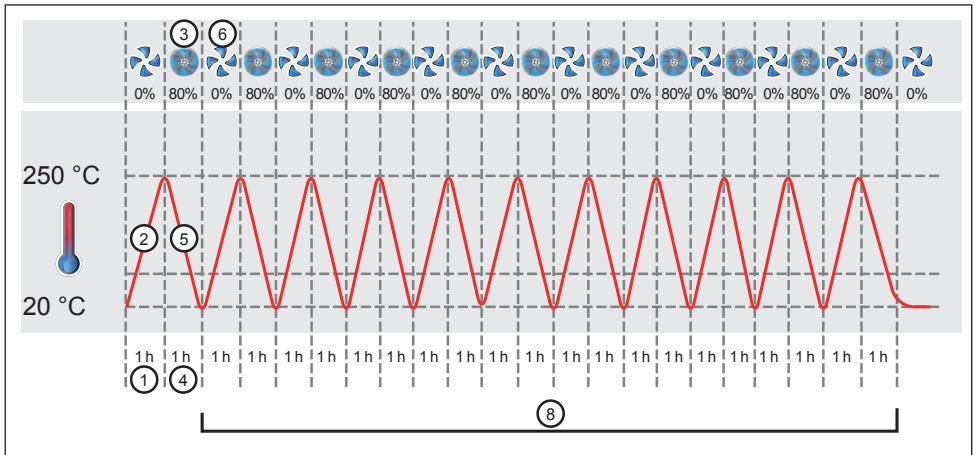 3 6
0% 80% 0% 80% 0% 80% 0% 80% 0% 80% 0% 80% 0% 80% 0% 80% 0% 80% 0% 80% 0% 80% 0%
250 °C
2 5
20 °C
1 h 1 h 1 h 1 h 1 h 1 h 1 h 1 h 1 h 1 h 1 h 1 h 1 h 1 h 1 h 1 h 1 h 1 h 1 h 1 h 1 h 1 h
1 4
8